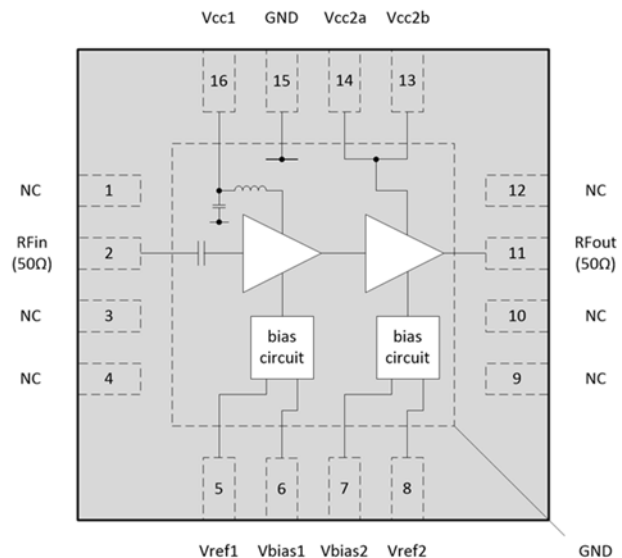 Vcc1 GND Vcc2a Vcc2b
16 15 14 13
NC 1 12 NC
RFin
(50Ω)
2
11
RFout
(50Ω)
NC 3 10 NC
bias
circuit
bias
circuit
NC 4 9 NC
5 6 7 8
Vref1 Vbias1 Vbias2 Vref2 GND